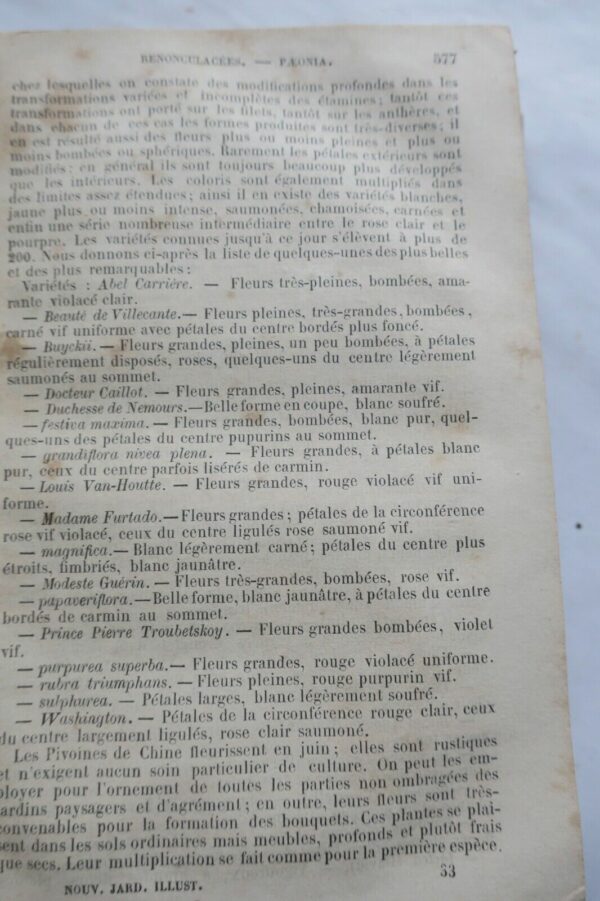 RENONCULACÉES. — PÆONIA. 577
chez lesquelles on constate des modifications profondes dans les
transformations variées et incomplètes des étamines; tantôt ces
transformations ont porté sur les filets, tantôt sur les anthères, et
dans chacun de ces cas les formes produites sont très-diverses; il
en est résulté aussi des fleurs plus ou moins pleines et plus ou
moins bombées ou sphériques. Rarement les pétales extérieurs sont
modifiés: en général ils sont toujours beaucoup plus développés
que les intérieurs. Les coloris sont également multipliés dans
des limites assez étendues; ainsi il en existe des variétés blanches,
jaune plus ou moins intense, saumonées, chamoisées, carnées et
enfin une série nombreuse intermédiaire entre le rose clair et le
pourpre. Les variétés connues jusqu'à ce jour s'élèvent à plus de
200. Nous donnons ci-après la liste de quelques-unes des plus belles
et des plus remarquables:
Variétés : Abel Carrière. — Fleurs très-pleines, bombées, ama-
rante violacé clair.
— Beauté de Villecante.— Fleurs pleines, très-grandes, bombées,
carné vif uniforme avec pétales du centre bordés plus foncé.
— Buyckii.— Fleurs grandes, pleines, un peu bombées, à pétales
régulièrement disposés, roses, quelques-uns du centre légèrement
saumonés au sommet.
— Docteur Caillot. — Fleurs grandes, pleines, amarante vif.
— Duchesse de Nemours.—Belle forme en coupe, blanc soufré.
— festiva maxima. — Fleurs grandes, bombées, blanc pur, quel-
ques-uns des pétales du centre pupurins au sommet.
— grandiflora nivea plena. — Fleurs grandes, à pétales blanc
pur, ceux du centre parfois lisérés de carmin.
— Louis Van-Houtte. — Fleurs grandes, rouge violacé vif uni-
forme.
— Madame Furtado.—Fleurs grandes; pétales de la circonférence
rose vif violacé, ceux du centre ligulés rose saumoné vif.
— magnifica.— Blanc légèrement carné; pétales du centre plus
étroits, fimbriés, blanc jaunâtre.
— Modeste Guérin. — Fleurs très-grandes, bombées, rose vif.
— papaveriflora.—Belle forme, blanc jaunâtre, à pétales du centre
bordés de carmin au sommet.
— Prince Pierre Troubetskoy. — Fleurs grandes bombées, violet
vif.
— purpurea superba.— Fleurs grandes, rouge violacé uniforme.
— rubra triumphans. — Fleurs pleines, rouge purpurin vif.
— sulphurea. — Pétales larges, blanc légèrement soufré.
— Washington. — Pétales de la circonférence rouge clair, ceux
du centre largement ligulés, rose clair saumoné.
Les Pivoines de Chine fleurissent en juin; elles sont rustiques
et n'exigent aucun soin particulier de culture. On peut les em-
ployer pour l'ornement de toutes les parties non ombragées des
jardins paysagers et d'agrément; en outre, leurs fleurs sont très-
convenables pour la formation des bouquets. Ces plantes se plai-
sent dans les sols ordinaires mais meubles, profonds et plutôt frais
que secs. Leur multiplication se fait comme pour la première espèce.
NOUV. JARD. ILLUST. 33